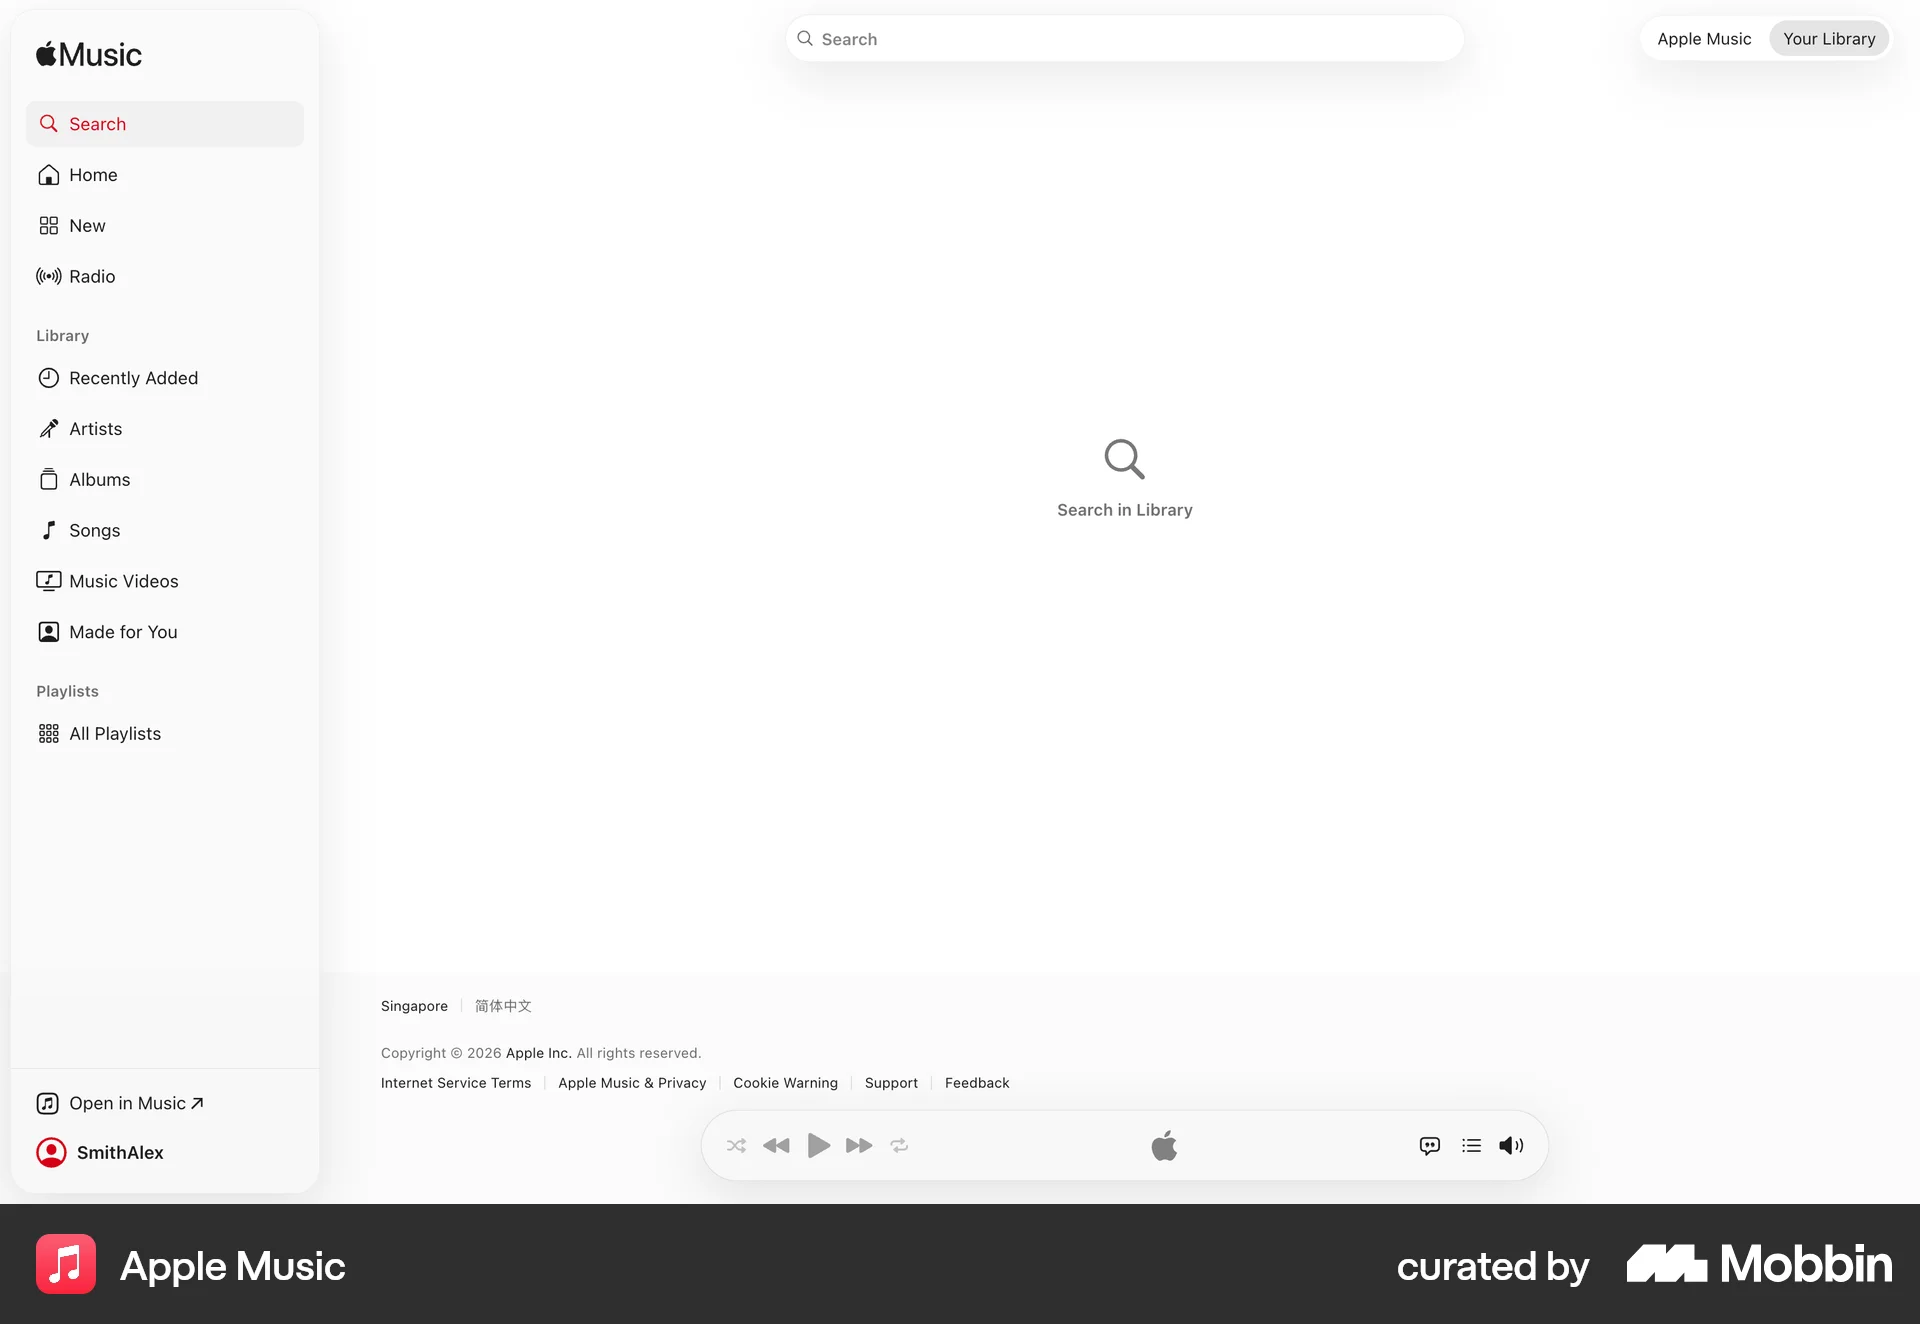 Music
Search
Home
New
Radio
Library
Recently Added
Artists
Albums
Songs
Music Videos
Made for You
Playlists
All Playlists
Open in Music
SmithAlex
Search
Apple Music
Your Library
Search in Library
Singapore
简体中文
Copyright © 2026 Apple Inc. All rights reserved.
Internet Service Terms
Apple Music & Privacy
Cookie Warning
Support
Feedback
Apple Music
curated by
Mobbin